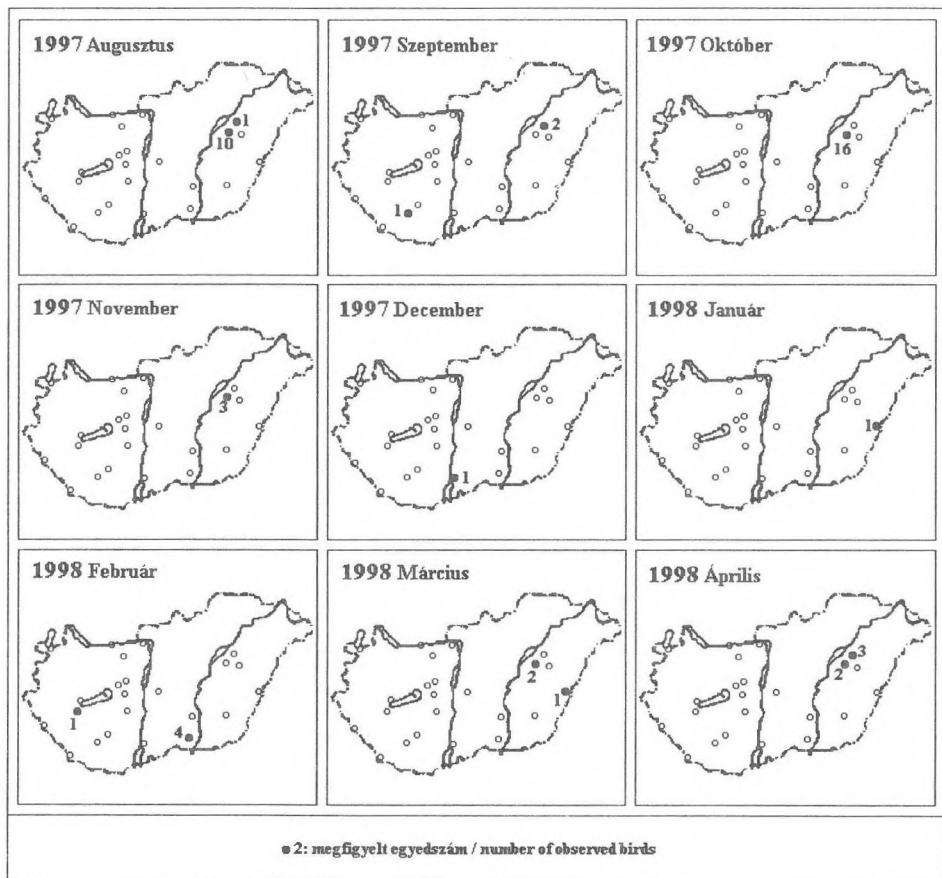 1997 Augusztus
1
10
1997 Szeptember
2
1
1997 Október
16
1997 November
3
1997 December
1
1998 Január
1
1998 Február
1
4
1998 Március
2
1
1998 Április
3
2
● 2: megfigyelt egyedszám / number of observed birds